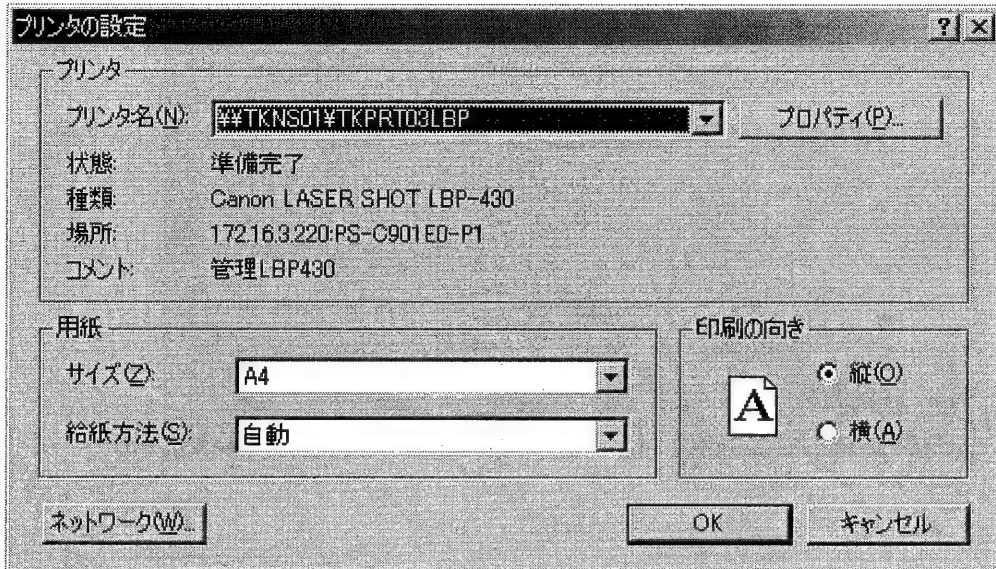 プリンタの設定
プリンタ
プリンタ名(N): ¥¥TKNS01¥TKPRT03LBP プロパティ(P)...
状態: 準備完了
種類: Canon LASER SHOT LBP-430
場所: 172.16.3.220:PS-C901E0-P1
コメント: 管理LBP430
用紙
サイズ(Z): A4
給紙方法(S): 自動
印刷の向き
A
縦(O)
横(A)
ネットワーク(W)... OK キャンセル